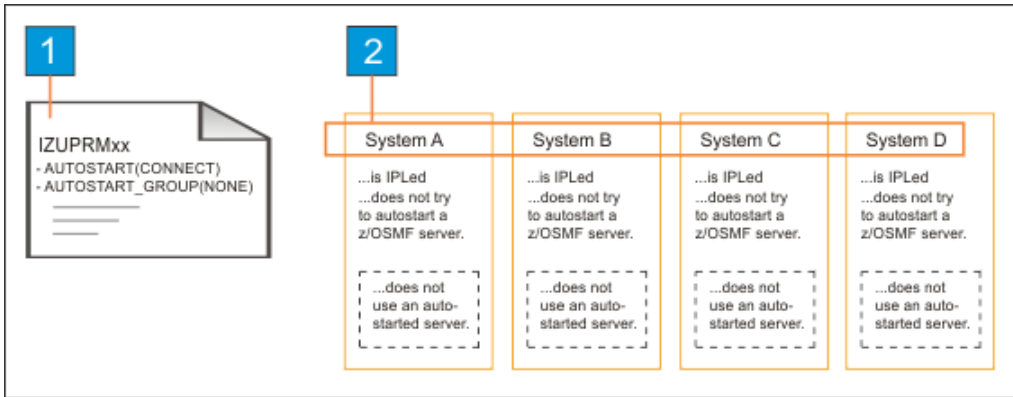 1
2
IZUPRMxx
- AUTOSTART(CONNECT)
- AUTOSTART_GROUP(NONE)
System A
...is IPLed
...does not try
to autostart a
z/OSMF server.
...does not
use an auto-
started server.
System B
...is IPLed
...does not try
to autostart a
z/OSMF server.
...does not
use an auto-
started server.
System C
...is IPLed
...does not try
to autostart a
z/OSMF server.
...does not
use an auto-
started server.
System D
...is IPLed
...does not try
to autostart a
z/OSMF server.
...does not
use an auto-
started server.